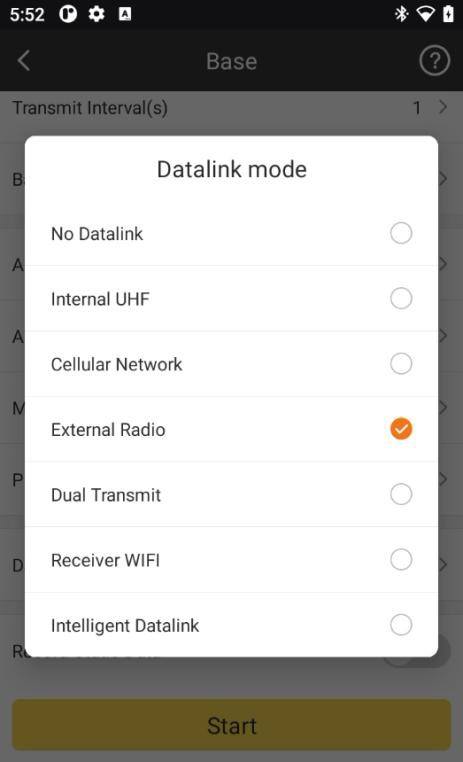 5:52
Base
Transmit Interval(s) 1
Datalink mode
No Datalink
Internal UHF
Cellular Network
External Radio
Dual Transmit
Receiver WIFI
Intelligent Datalink
Start